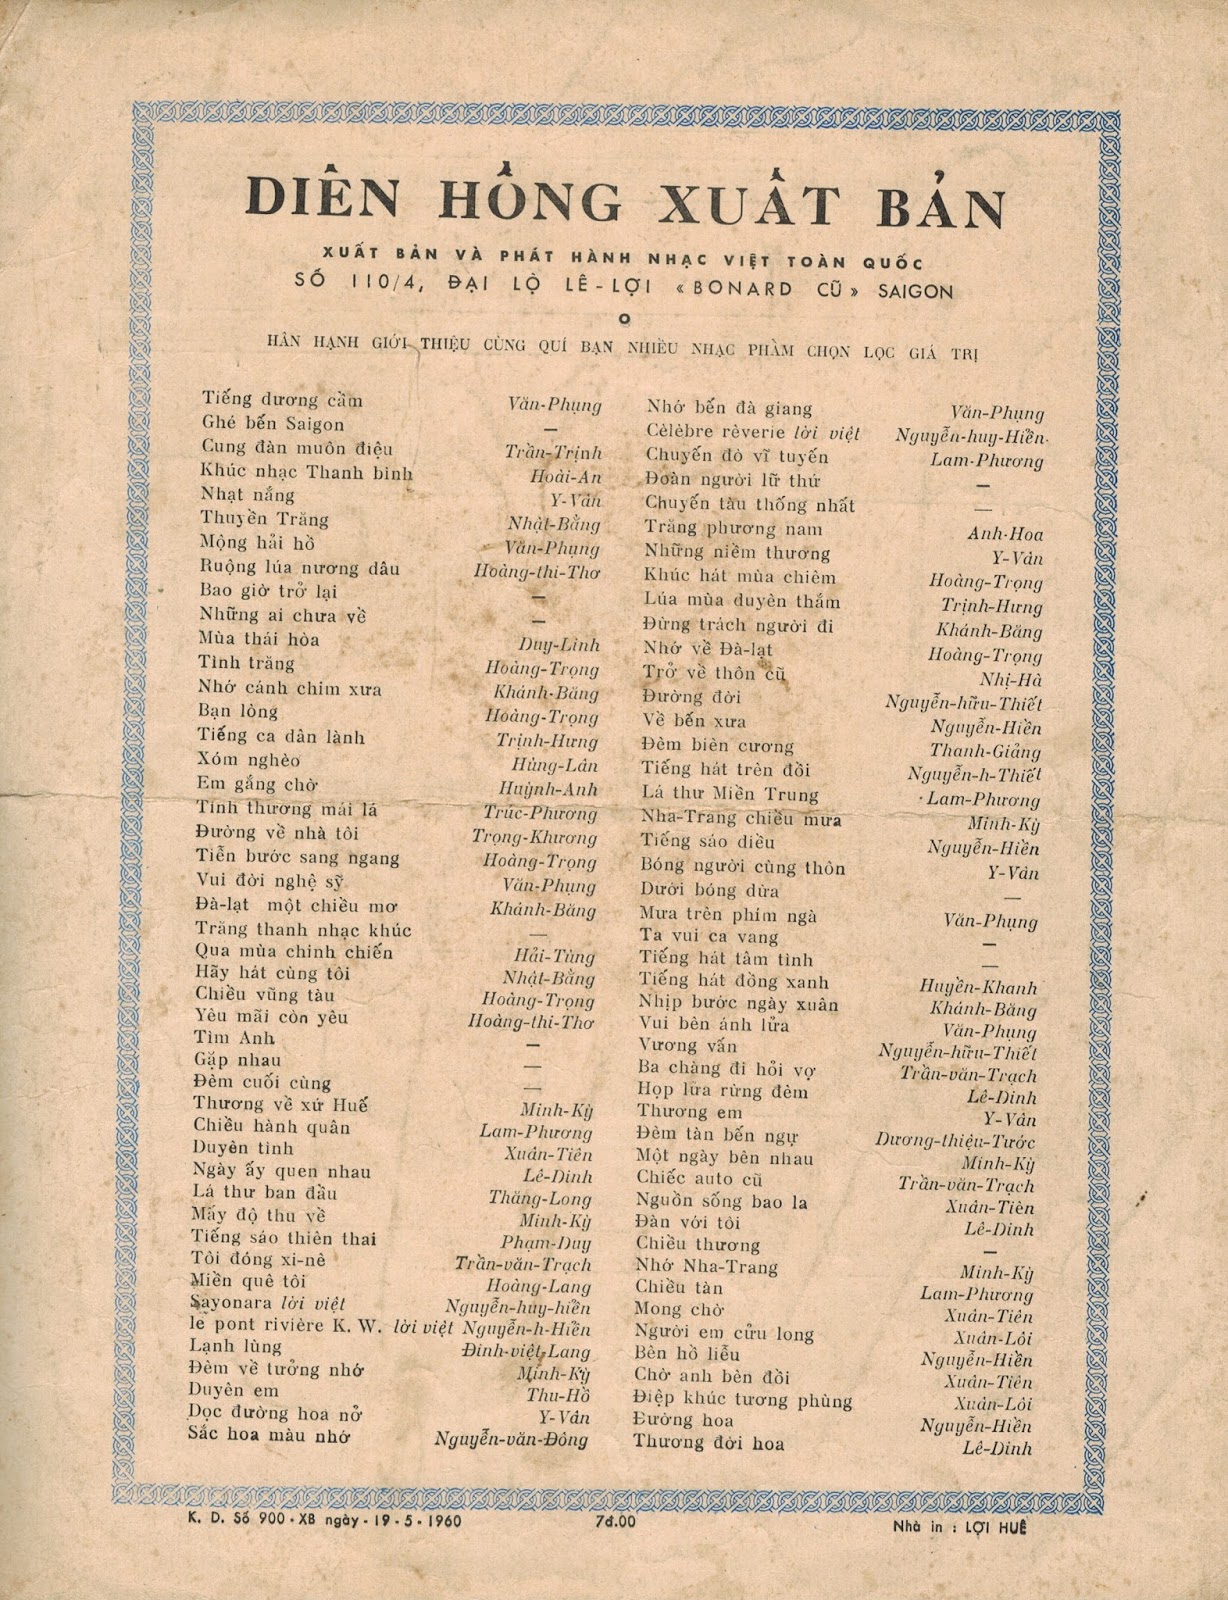 DIÊN HỒNG XUẤT BẢN
XUẤT BẢN VÀ PHÁT HÀNH NHẠC VIỆT TOÀN QUỐC
SỐ 110/4, ĐẠI LỘ LÊ-LỢI « BONARD CŨ » SAIGON
HÂN HẠNH GIỚI THIỆU CÙNG QUÍ BẠN NHIỀU NHẠC PHẨM CHỌN LỌC GIÁ TRỊ
Tiếng dương cầm Văn-Phụng
Ghé bến Saigon —
Cung đàn muôn điệu Trần-Trịnh
Khúc nhạc Thanh bình Hoài-An
Nhạt nắng Y-Vân
Thuyền Trăng Nhật-Bằng
Mộng hải hồ Văn-Phụng
Ruộng lúa nương dâu Hoàng-thi-Thơ
Bao giờ trở lại —
Những ai chưa về —
Mùa thái hòa Duy-Linh
Tình trăng Hoàng-Trọng
Nhớ cánh chim xưa Khánh-Băng
Bạn lòng Hoàng-Trọng
Tiếng ca dân lành Trịnh-Hưng
Xóm nghèo Hùng-Lân
Em gắng chờ Huỳnh-Anh
Tình thương mái lá Trúc-Phương
Đường về nhà tôi Trọng-Khương
Tiễn bước sang ngang Hoàng-Trọng
Vui đời nghệ sỹ Văn-Phụng
Đà-lạt một chiều mơ Khánh-Băng
Trăng thanh nhạc khúc —
Qua mùa chinh chiến Hải-Tùng
Hãy hát cùng tôi Nhật-Bằng
Chiều vũng tàu Hoàng-Trọng
Yêu mãi còn yêu Hoàng-thi-Thơ
Tìm Anh —
Gặp nhau —
Đêm cuối cùng —
Thương về xứ Huế Minh-Kỳ
Chiều hành quân Lam-Phương
Duyên tình Xuân-Tiên
Ngày ấy quen nhau Lê-Dinh
Lá thư ban đầu Thăng-Long
Mấy độ thu về Minh-Kỳ
Tiếng sáo thiên thai Phạm-Duy
Tôi đóng xi-nê Trần-văn-Trạch
Miền quê tôi Hoàng-Lang
Sayonara lời việt Nguyễn-huy-hiền
le pont rivière K. W. lời việt Nguyễn-h-Hiền
Lạnh lùng Đinh-việt-Lang
Đêm về tưởng nhớ Minh-Kỳ
Duyên em Thu-Hồ
Dọc đường hoa nở Y-Vân
Sắc hoa màu nhớ Nguyễn-văn-Đông
Nhớ bến đà giang Văn-Phụng
Célèbre rêverie lời việt Nguyễn-huy-Hiền
Chuyến đò vĩ tuyến Lam-Phương
Đoàn người lữ thứ —
Chuyến tàu thống nhất —
Trăng phương nam Anh-Hoa
Những niềm thương Y-Vân
Khúc hát mùa chiêm Hoàng-Trọng
Lúa mùa duyên thắm Trịnh-Hưng
Đừng trách người đi Khánh-Băng
Nhớ về Đà-lạt Hoàng-Trọng
Trở về thôn cũ Nhị-Hà
Đường đời Nguyễn-hữu-Thiết
Về bến xưa Nguyễn-Hiền
Đêm biên cương Thanh-Giảng
Tiếng hát trên đồi Nguyễn-h-Thiết
Lá thư Miền Trung Lam-Phương
Nha-Trang chiều mưa Minh-Kỳ
Tiếng sáo diều Nguyễn-Hiền
Bóng người cùng thôn Y-Vân
Dưới bóng dừa —
Mưa trên phím ngà Văn-Phụng
Ta vui ca vang —
Tiếng hát tâm tình —
Tiếng hát đồng xanh Huyền-Khanh
Nhịp bước ngày xuân Khánh-Băng
Vui bên ánh lửa Văn-Phụng
Vương vấn Nguyễn-hữu-Thiết
Ba chàng đi hỏi vợ Trần-văn-Trạch
Họp lửa rừng đêm Lê-Dinh
Thương em Y-Vân
Đêm tàn bến ngự Dương-thiệu-Tước
Một ngày bên nhau Minh-Kỳ
Chiếc auto cũ Trần-văn-Trạch
Nguồn sống bao la Xuân-Tiên
Đàn với tôi Lê-Dinh
Chiều thương —
Nhớ Nha-Trang Minh-Kỳ
Chiều tàn Lam-Phương
Mong chờ Xuân-Tiên
Người em cửu long Xuân-Lôi
Bên hồ liễu Nguyễn-Hiền
Chờ anh bên đồi Xuân-Tiên
Điệp khúc tương phùng Xuân-Lôi
Đường hoa Nguyễn-Hiền
Thương đời hoa Lê-Dinh
K. D. Số 900 - XB ngày - 19 - 5 - 1960 7đ.00 Nhà in : LỢI HUÊ